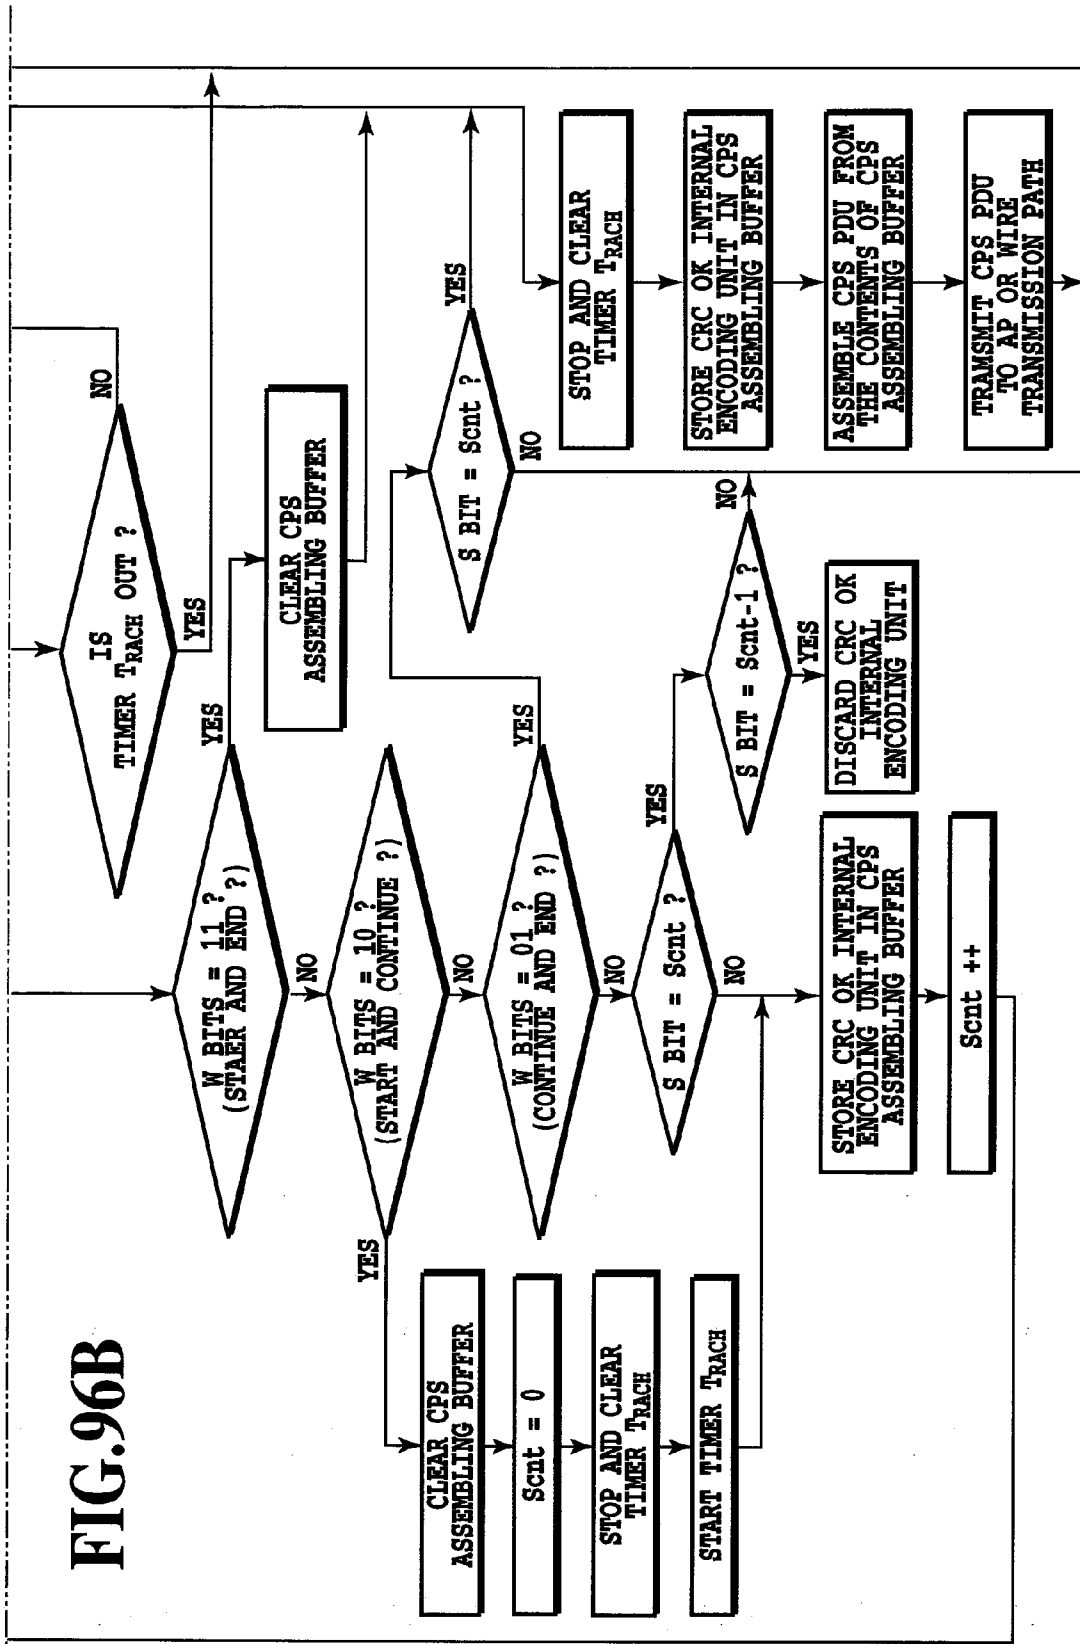 FIG.96B
IS
TIMER TRACH OUT ?
NO
YES
W BITS = 11 ?
(STAER AND END ?)
YES
NO
CLEAR CPS
ASSEMBLING BUFFER
W BITS = 10 ?
(START AND CONTINUE ?)
YES
NO
CLEAR CPS
ASSEMBLING BUFFER
Scnt = 0
STOP AND CLEAR
TIMER TRACH
START TIMER TRACH
W BITS = 01 ?
(CONTINUE AND END ?)
YES
NO
S BIT = Scnt ?
YES
NO
S BIT = Scnt ?
YES
NO
S BIT = Scnt-1 ?
NO
YES
DISCARD CRC OK
INTERNAL
ENCODING UNIT
STORE CRC OK INTERNAL
ENCODING UNIT IN CPS
ASSEMBLING BUFFER
Scnt ++
STOP AND CLEAR
TIMER TRACH
STORE CRC OK INTERNAL
ENCODING UNIT IN CPS
ASSEMBLING BUFFER
ASSEMBLE CPS PDU FROM
THE CONTENTS OF CPS
ASSEMBLING BUFFER
TRAMSMIT CPS PDU
TO AP OR WIRE
TRANSMISSION PATH